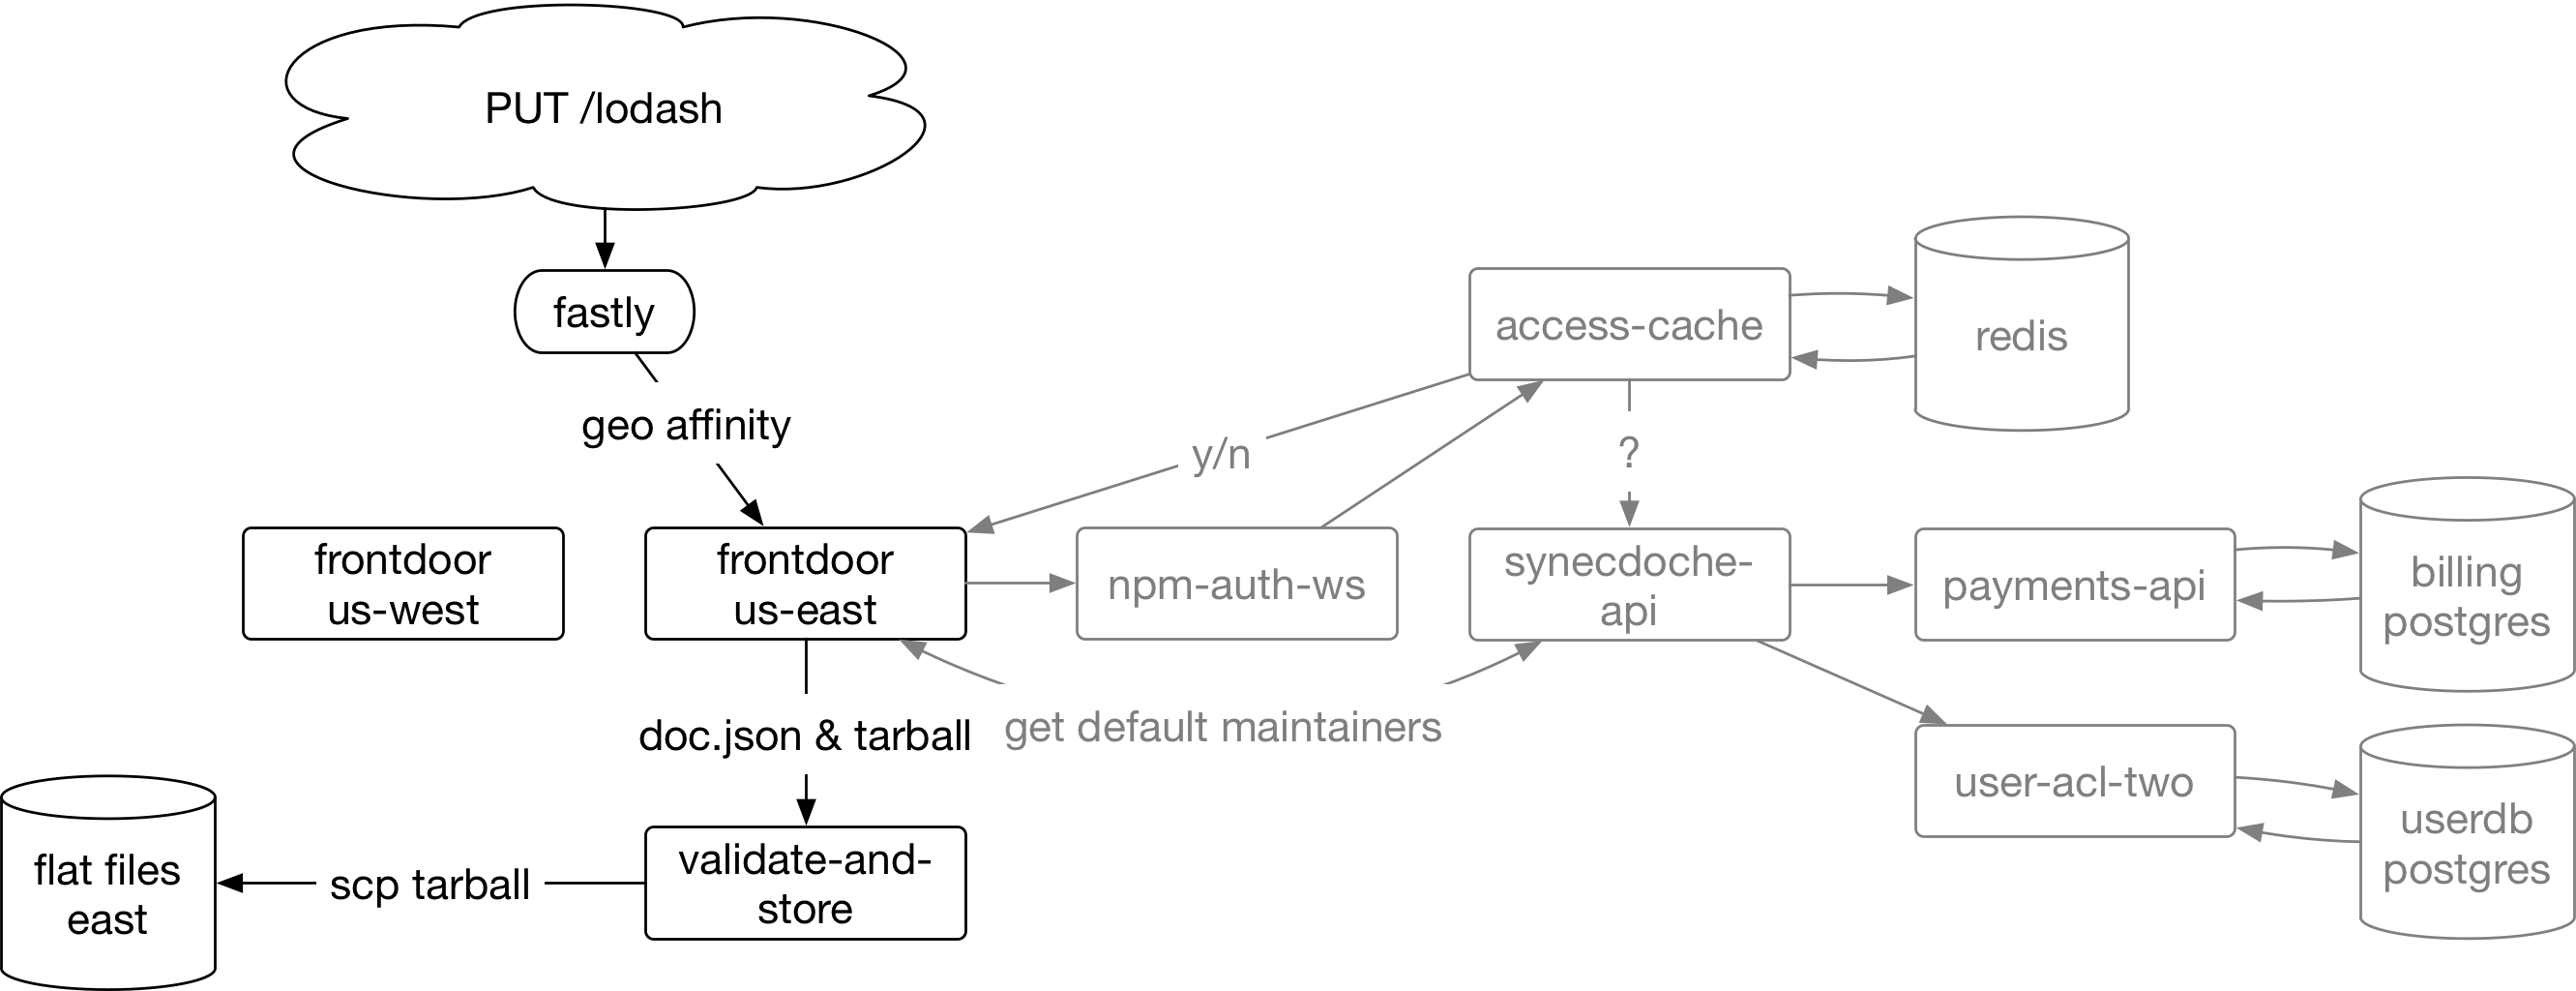 PUT /lodash
fastly
geo affinity
access-cache
redis
y/n
?
frontdoor
us-west
frontdoor
us-east
npm-auth-ws
synecdoche-
api
payments-api
billing
postgres
doc.json & tarball
get default maintainers
user-acl-two
userdb
postgres
flat files
east
scp tarball
validate-and-
store